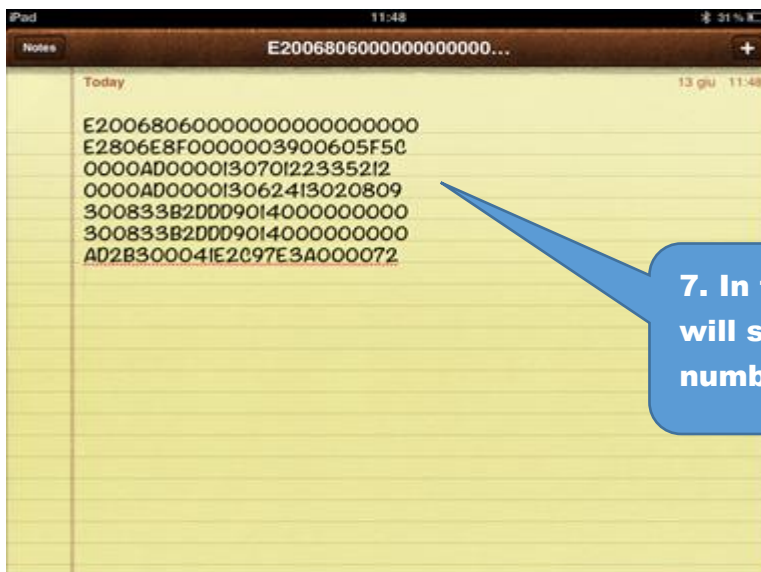 iPad 11:48 31 %
Notes E2006806000000000000... +
Today 13 giu 11:48
E20068060000000000000000
E2806E8F0000003900605F5C
0000AD000013070122335212
0000AD000013062413020809
300833B2DDD9014000000000
300833B2DDD9014000000000
AD2B300041E2C97E3A000072
7. In
will